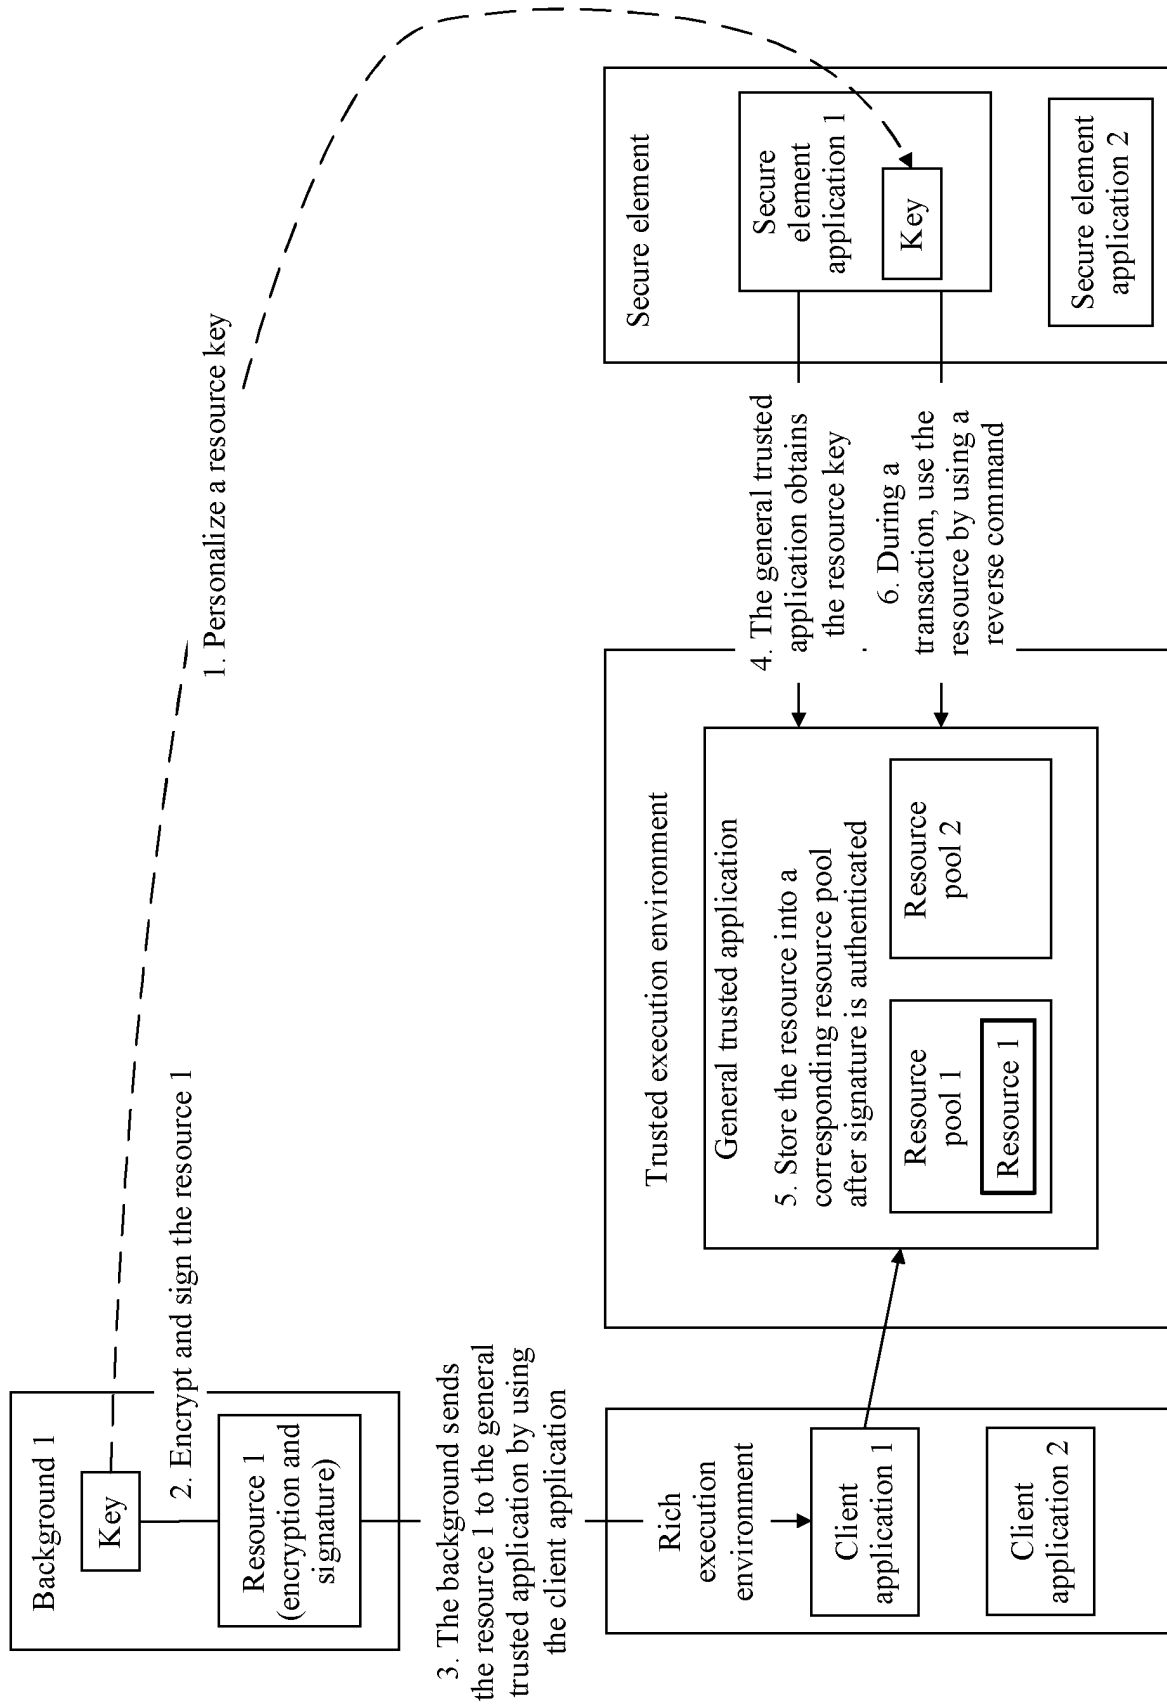 Background 1
Key
2. Encrypt and sign the resource 1
Resource 1
(encryption and
signature)
1. Personalize a resource key
3. The background sends
the resource 1 to the general
trusted application by using
the client application
Rich
execution
environment
Client
application 1
Client
application 2
Trusted execution environment
General trusted application
5. Store the resource into a
corresponding resource pool
after signature is authenticated
Resource
pool 1
Resource 1
Resource
pool 2
4. The general trusted
application obtains
the resource key
6. During a
transaction, use the
resource by using a
reverse command
Secure element
Secure
element
application 1
Key
Secure element
application 2